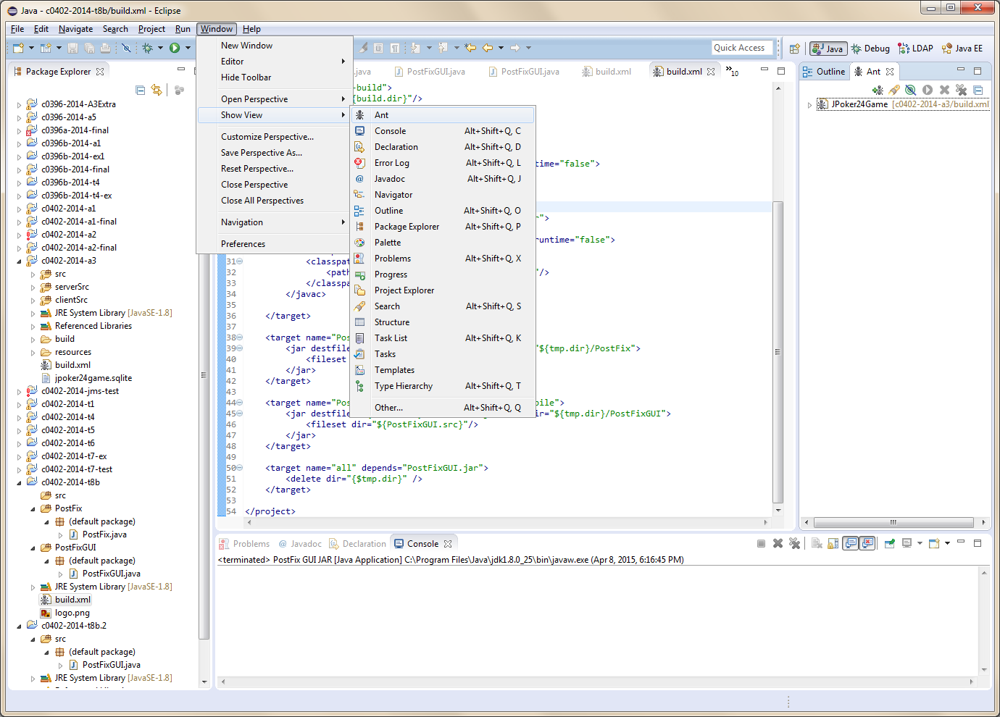 Java - c0402-2014-t8b/build.xml - Eclipse
File Edit Navigate Search Project Run Window Help
Quick Access
Java Debug LDAP Java EE
Package Explorer
c0396-2014-A3Extra
c0396-2014-a5
c0396a-2014-final
c0396b-2014-a1
c0396b-2014-ex1
c0396b-2014-final
c0396b-2014-t4
c0396b-2014-t4-ex
c0402-2014-a1
c0402-2014-a1-final
c0402-2014-a2
c0402-2014-a2-final
c0402-2014-a3
src
serverSrc
clientSrc
JRE System Library [JavaSE-1.8]
Referenced Libraries
build
resources
build.xml
jpoker24game.sqlite
c0402-2014-jms-test
c0402-2014-t1
c0402-2014-t4
c0402-2014-t5
c0402-2014-t6
c0402-2014-t7-ex
c0402-2014-t7-test
c0402-2014-t8b
src
PostFix
(default package)
PostFix.java
PostFixGUI
(default package)
PostFixGUI.java
JRE System Library [JavaSE-1.8]
build.xml
logo.png
c0402-2014-t8b.2
src
(default package)
PostFixGUI.java
JRE System Library [JavaSE-1.8]
New Window
Editor
Hide Toolbar
Open Perspective
Show View
Customize Perspective...
Save Perspective As...
Reset Perspective...
Close Perspective
Close All Perspectives
Navigation
Preferences
Ant
Console Alt+Shift+Q, C
Declaration Alt+Shift+Q, D
Error Log Alt+Shift+Q, L
Javadoc Alt+Shift+Q, J
Navigator
Outline Alt+Shift+Q, O
Package Explorer Alt+Shift+Q, P
Palette
Problems Alt+Shift+Q, X
Progress
Project Explorer
Search Alt+Shift+Q, S
Structure
Task List Alt+Shift+Q, K
Tasks
Templates
Type Hierarchy Alt+Shift+Q, T
Other... Alt+Shift+Q, Q
.java PostFixGUI.java PostFixGUI.java build.xml build.xml »10
-build">
{build.dir}"/>
time="false">
r">
runtime="false">
31 <classpat
32 <pat "/>
33 </classpa
34 </javac>
35
36 </target>
37
38 <target name="Pos
39 <jar destfile "${tmp.dir}/PostFix">
40 <fileset
41 </jar>
42 </target>
43
44 <target name="Pos pile">
45 <jar destfile ir="${tmp.dir}/PostFixGUI">
46 <fileset dir="${PostFixGUI.src}"/>
47 </jar>
48 </target>
49
50 <target name="all" depends="PostFixGUI.jar">
51 <delete dir="{$tmp.dir}" />
52 </target>
53
54 </project>
Outline Ant
JPoker24Game [c0402-2014-a3/build.xml
Problems Javadoc Declaration Console
<terminated> PostFix GUI JAR [Java Application] C:\Program Files\Java\jdk1.8.0_25\bin\javaw.exe (Apr 8, 2015, 6:16:45 PM)